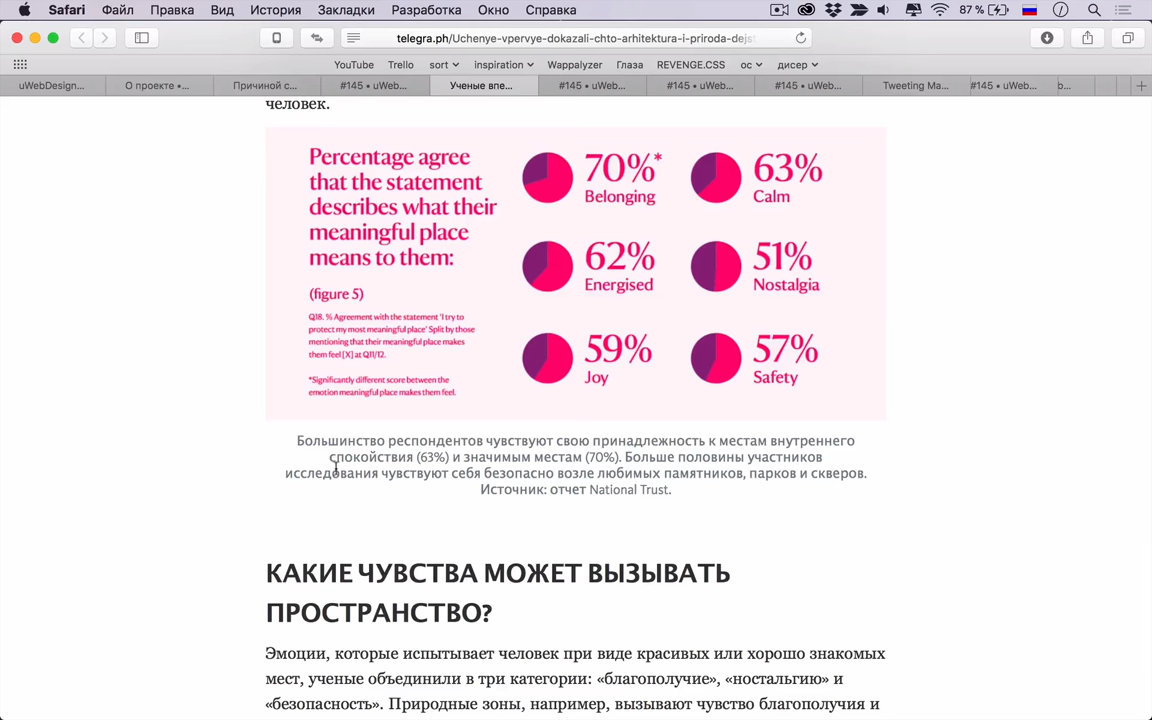 Safari Файл Правка Вид История Закладки Разработка Окно Справка 87 %
telegra.ph/Uchenye-vpervye-dokazali-chto-arhitektura-i-priroda-dejst
YouTube Trello sort inspiration Wappalyzer Глаза REVENGE.CSS ос дисер
uWebDesign... О проекте •... Причиной с... #145 • uWeb... Ученые впе... #145 • uWeb... #145 • uWeb... #145 • uWeb... Tweeting Ma... #145 • uWeb... b...
человек.
Percentage agree
that the statement
describes what their
meaningful place
means to them:
(figure 5)
Q18. % Agreement with the statement 'I try to
protect my most meaningful place' Split by those
mentioning that their meaningful place makes
them feel [X] at Q11/12.
*Significantly different score between the
emotion meaningful place makes them feel.
70%*
Belonging
63%
Calm
62%
Energised
51%
Nostalgia
59%
Joy
57%
Safety
Большинство респондентов чувствуют свою принадлежность к местам внутреннего
спокойствия (63%) и значимым местам (70%). Больше половины участников
исследования чувствуют себя безопасно возле любимых памятников, парков и скверов.
Источник: отчет National Trust.
КАКИЕ ЧУВСТВА МОЖЕТ ВЫЗЫВАТЬ
ПРОСТРАНСТВО?
Эмоции, которые испытывает человек при виде красивых или хорошо знакомых
мест, ученые объединили в три категории: «благополучие», «ностальгию» и
«безопасность». Природные зоны, например, вызывают чувство благополучия и